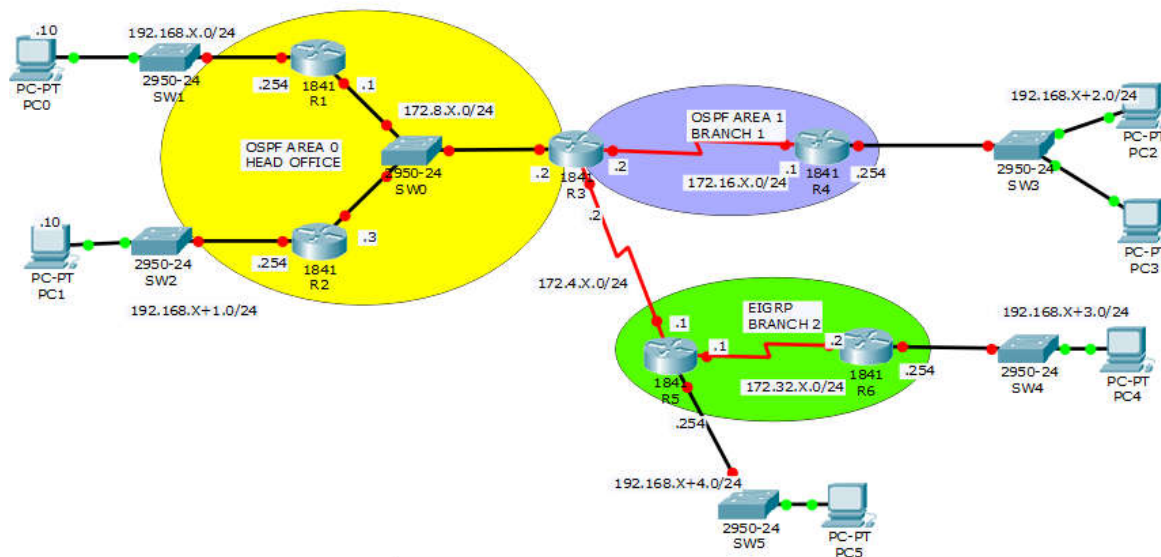 .10
192.168.X.0/24
PC-PT
PC0
2950-24
SW1
.254
1841
R1
.1
172.8.X.0/24
OSPF AREA 0
HEAD OFFICE
2950-24
SW0
.10
PC-PT
PC1
2950-24
SW2
.254
1841
R2
.3
192.168.X+1.0/24
.2
1841
R3
.2
.2
OSPF AREA 1
BRANCH 1
172.16.X.0/24
.1
1841
R4
.254
192.168.X+2.0/24
2950-24
SW3
PC-PT
PC2
PC-PT
PC3
172.4.X.0/24
.1
EIGRP
BRANCH 2
.1
1841
R5
172.32.X.0/24
.2
1841
R6
.254
192.168.X+3.0/24
2950-24
SW4
PC-PT
PC4
.254
192.168.X+4.0/24
2950-24
SW5
PC-PT
PC5